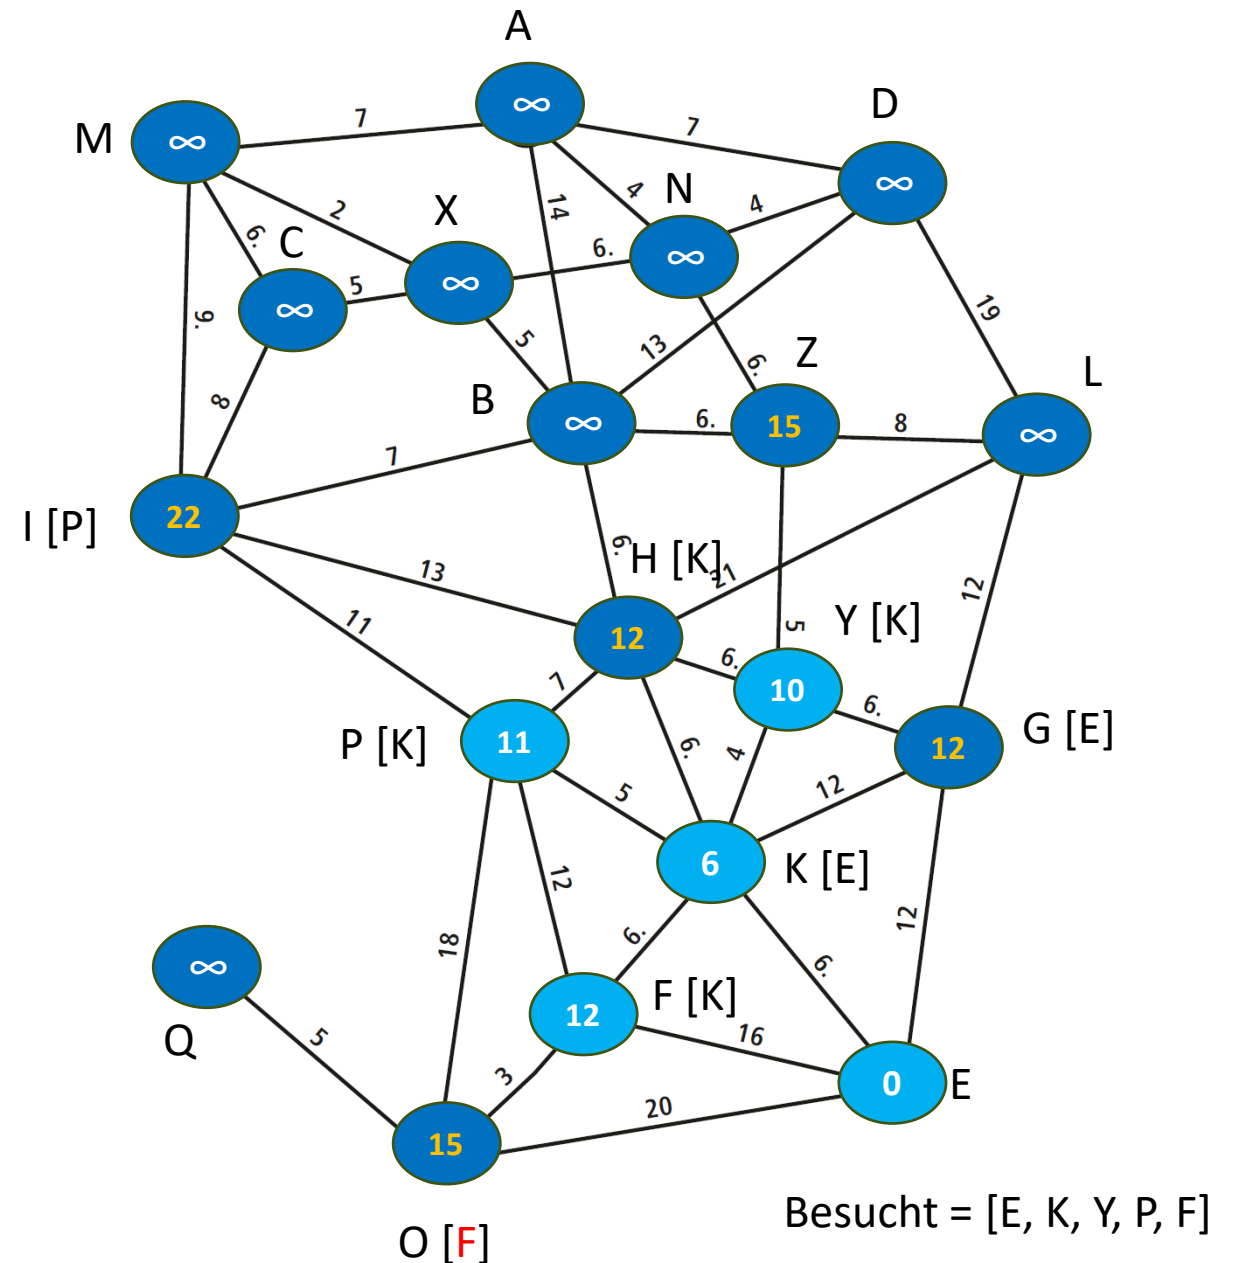 A
∞
7
7
D
M
∞
∞
4
N
4
2
X
14
6.
C
6.
∞
∞
5
∞
9.
19
5
13
6.
Z
L
8
B
∞
6.
15
8
∞
7
I [P]
22
13
6.
H [K]
21
12
11
12
5
Y [K]
6.
10
7
6.
P [K]
11
12
G [E]
6.
4
5
12
6
K [E]
12
12
18
6.
6.
∞
F [K]
12
16
Q
5
3
0
E
20
15
Besucht = [E, K, Y, P, F]
O [F]